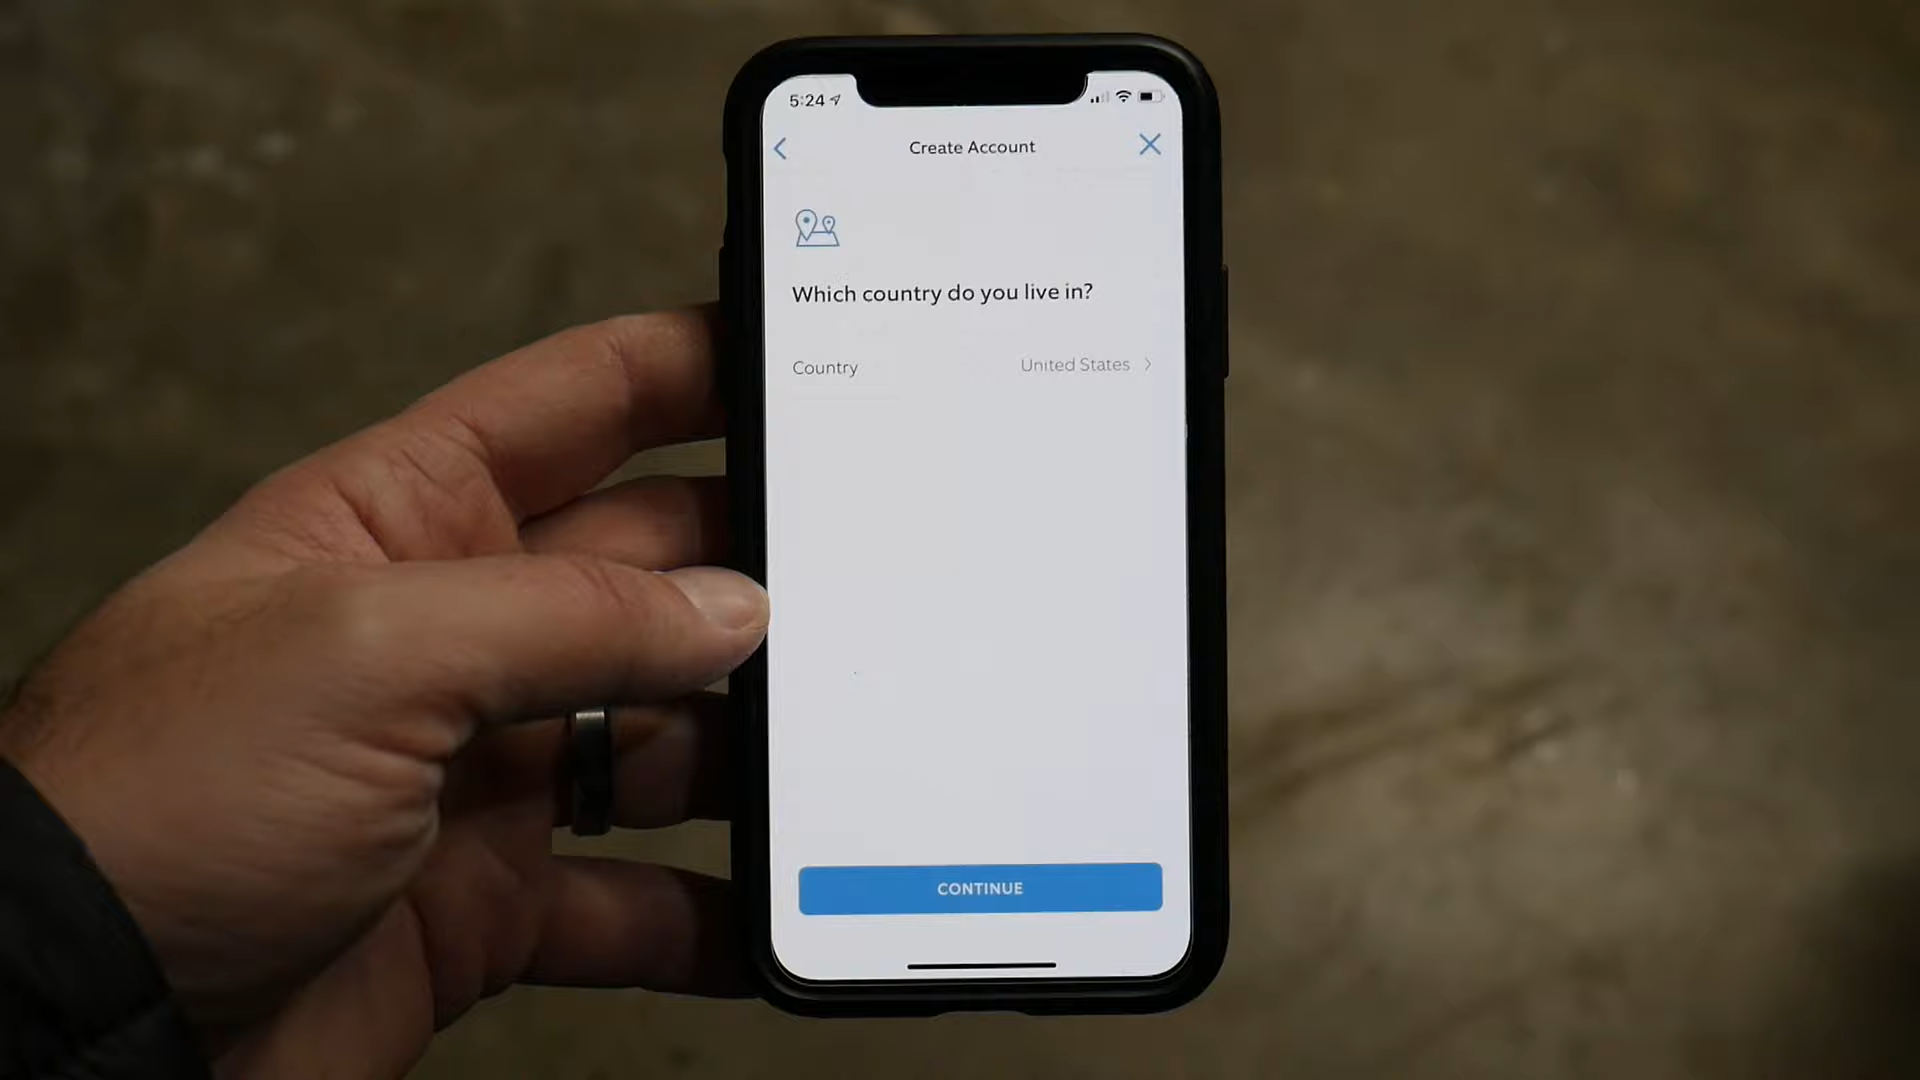 5:24
Create Account
Which country do you live in?
Country United States
CONTINUE